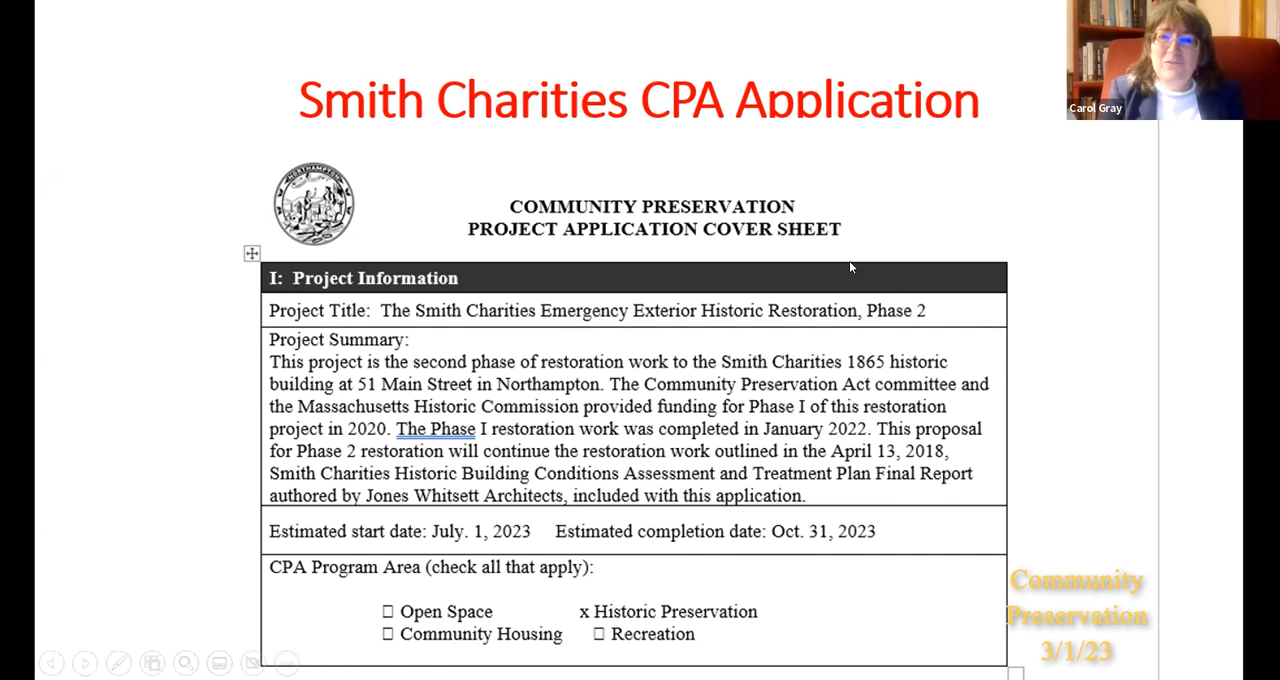 Smith Charities CPA Application
Carol Gray
NORTHAMPTON
COMMUNITY PRESERVATION
PROJECT APPLICATION COVER SHEET
I: Project Information
Project Title: The Smith Charities Emergency Exterior Historic Restoration, Phase 2
Project Summary:
This project is the second phase of restoration work to the Smith Charities 1865 historic
building at 51 Main Street in Northampton. The Community Preservation Act committee and
the Massachusetts Historic Commission provided funding for Phase I of this restoration
project in 2020. The Phase I restoration work was completed in January 2022. This proposal
for Phase 2 restoration will continue the restoration work outlined in the April 13, 2018,
Smith Charities Historic Building Conditions Assessment and Treatment Plan Final Report
authored by Jones Whitsett Architects, included with this application.
Estimated start date: July. 1, 2023 Estimated completion date: Oct. 31, 2023
CPA Program Area (check all that apply):
☐ Open Space x Historic Preservation
☐ Community Housing ☐ Recreation
Community
Preservation
3/1/23